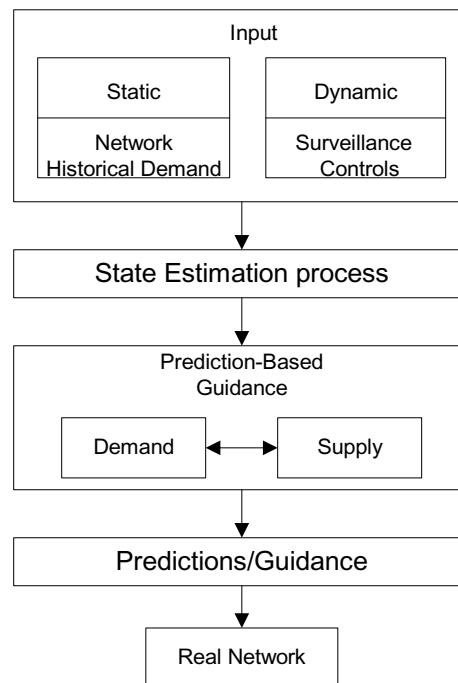 Input
Static
Network
Historical Demand
Dynamic
Surveillance
Controls
State Estimation process
Prediction-Based
Guidance
Demand
Supply
Predictions/Guidance
Real Network